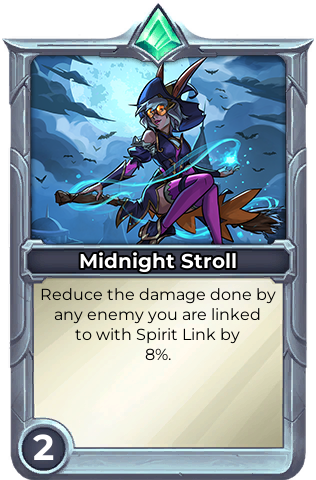 Midnight Stroll
Reduce the damage done by
any enemy you are linked
to with Spirit Link by
8%.
2